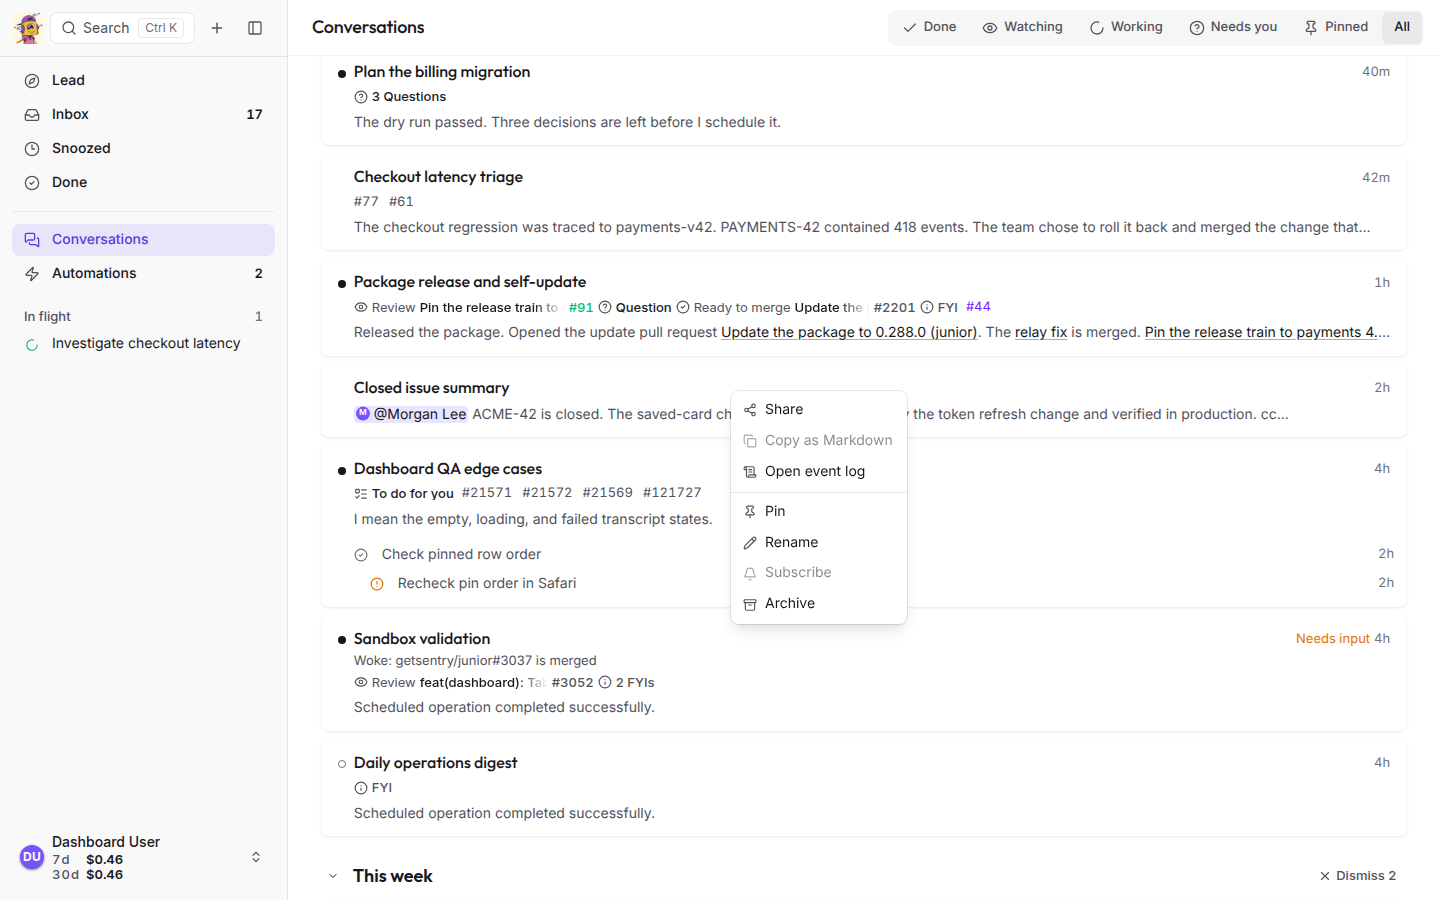 Search Ctrl K
Lead
Inbox 17
Snoozed
Done
Conversations
Automations 2
In flight 1
Investigate checkout latency
Dashboard User
DU
7d $0.46
30d $0.46
Conversations
Done Watching Working Needs you Pinned All
Plan the billing migration 40m
3 Questions
The dry run passed. Three decisions are left before I schedule it.
Checkout latency triage 42m
#77 #61
The checkout regression was traced to payments-v42. PAYMENTS-42 contained 418 events. The team chose to roll it back and merged the change that...
Package release and self-update 1h
Review Pin the release train to #91 Question Ready to merge Update the #2201 FYI #44
Released the package. Opened the update pull request Update the package to 0.288.0 (junior). The relay fix is merged. Pin the release train to payments 4....
Closed issue summary 2h
M @Morgan Lee ACME-42 is closed. The saved-card ch the token refresh change and verified in production. cc...
Dashboard QA edge cases 4h
To do for you #21571 #21572 #21569 #121727
I mean the empty, loading, and failed transcript states.
Check pinned row order 2h
Recheck pin order in Safari 2h
Sandbox validation Needs input 4h
Woke: getsentry/junior#3037 is merged
Review feat(dashboard): Tal #3052 2 FYIs
Scheduled operation completed successfully.
Daily operations digest 4h
FYI
Scheduled operation completed successfully.
This week Dismiss 2
Share
Copy as Markdown
Open event log
Pin
Rename
Subscribe
Archive